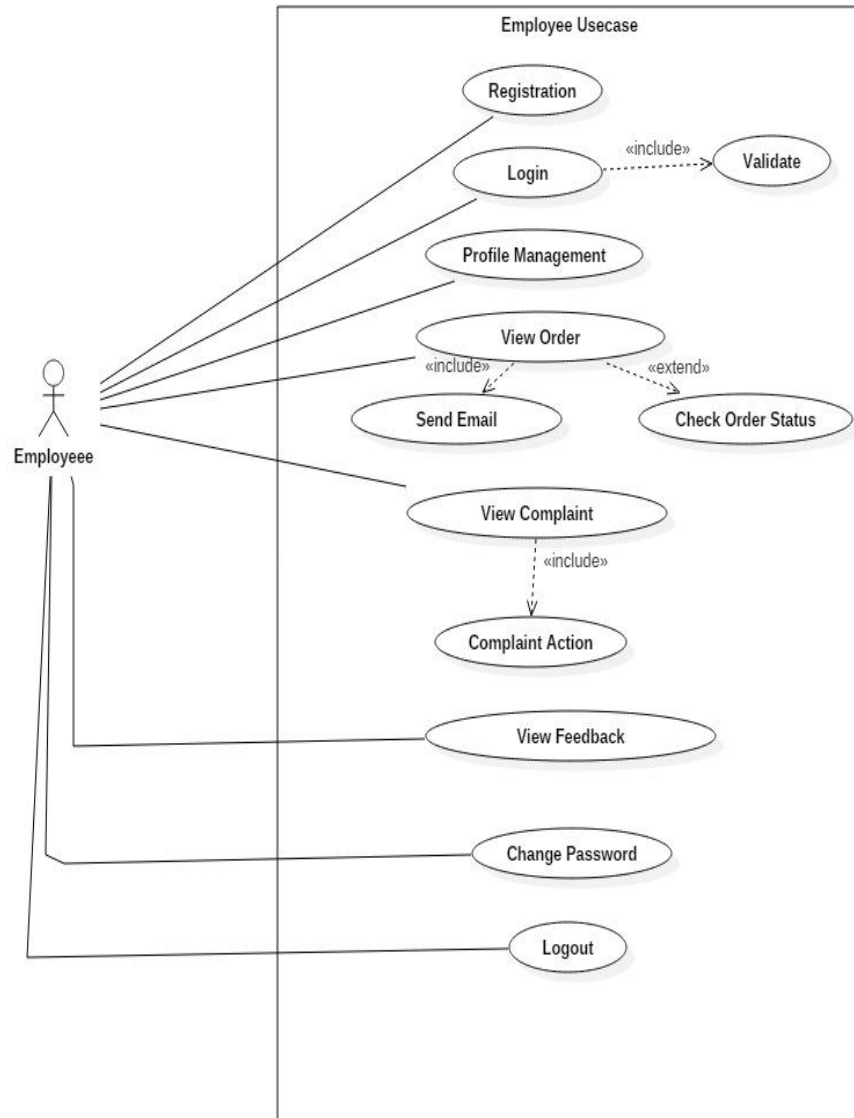 Employee Usecase
Registration
«include»
Validate
Login
Profile Management
View Order
«include»
«extend»
Send Email
Check Order Status
Employeee
View Complaint
«include»
Complaint Action
View Feedback
Change Password
Logout